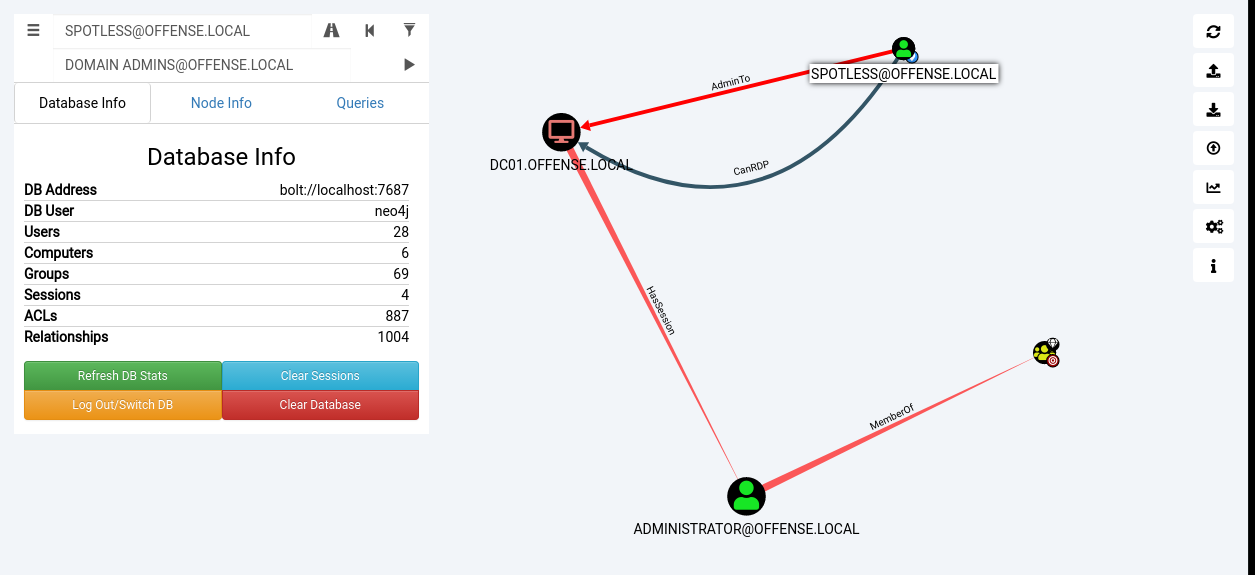 SPOTLESS@OFFENSE.LOCAL
DOMAIN ADMINS@OFFENSE.LOCAL
Database Info Node Info Queries
Database Info
DB Address bolt://localhost:7687
DB User neo4j
Users 28
Computers 6
Groups 69
Sessions 4
ACLs 887
Relationships 1004
Refresh DB Stats Clear Sessions
Log Out/Switch DB Clear Database
SPOTLESS@OFFENSE.LOCAL
AdminTo
DC01.OFFENSE.LOCAL
CanRDP
HasSession
MemberOf
ADMINISTRATOR@OFFENSE.LOCAL